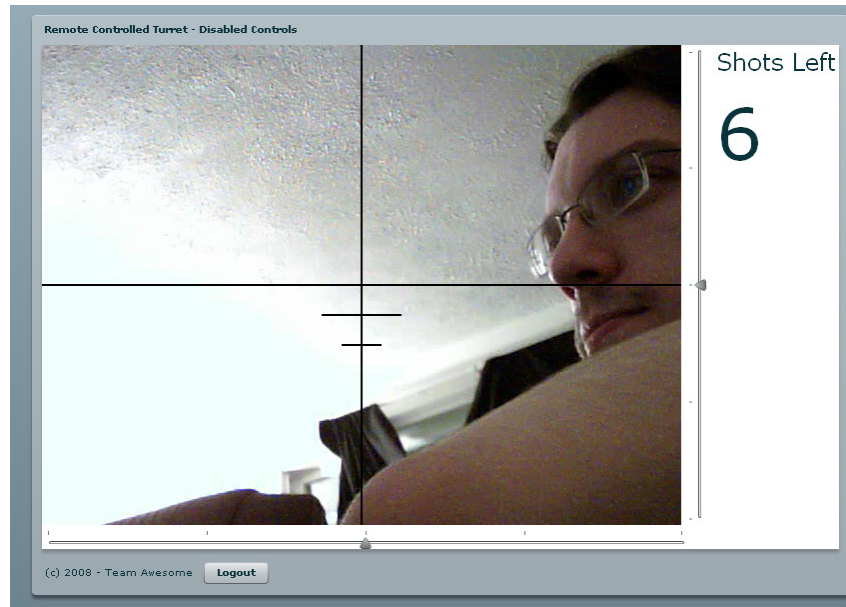 Remote Controlled Turret - Disabled Controls
Shots Left
6
(c) 2008 - Team Awesome
Logout